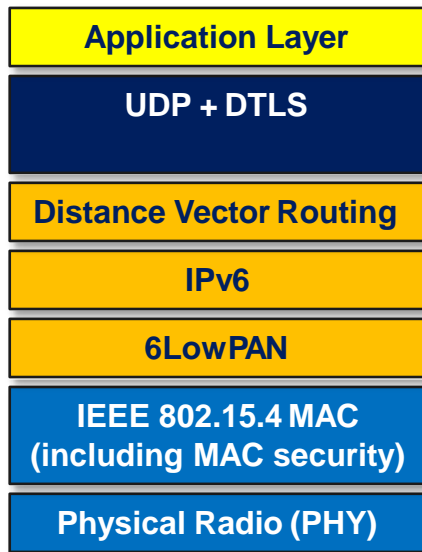 Application Layer
UDP + DTLS
Distance Vector Routing
IPv6
6LowPAN
IEEE 802.15.4 MAC
(including MAC security)
Physical Radio (PHY)